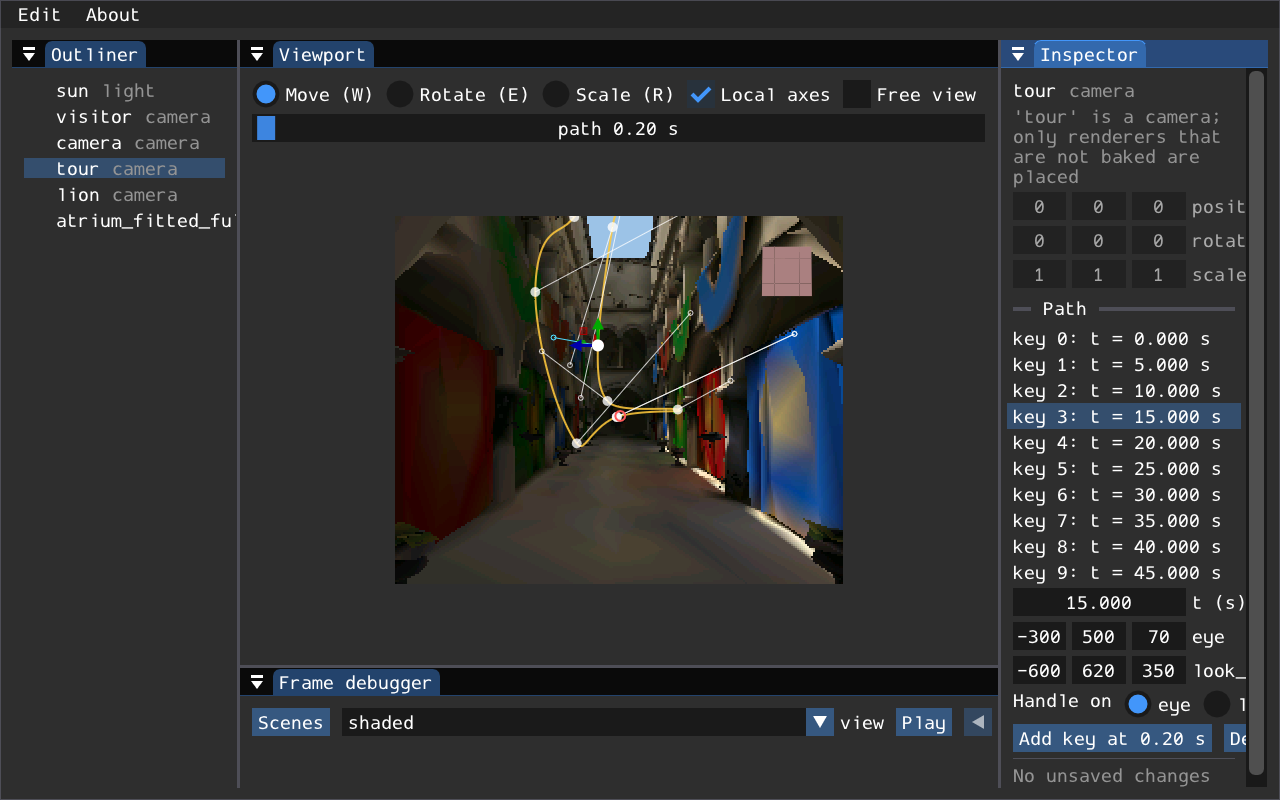 Edit About
Outliner
sun light
visitor camera
camera camera
tour camera
lion camera
atrium_fitted_fu
Viewport
Move (W) Rotate (E) Scale (R) Local axes Free view
path 0.20 s
Frame debugger
Scenes shaded view Play
Inspector
tour camera
'tour' is a camera;
only renderers that
are not baked are
placed
0 0 0 posit
0 0 0 rotat
1 1 1 scale
Path
key 0: t = 0.000 s
key 1: t = 5.000 s
key 2: t = 10.000 s
key 3: t = 15.000 s
key 4: t = 20.000 s
key 5: t = 25.000 s
key 6: t = 30.000 s
key 7: t = 35.000 s
key 8: t = 40.000 s
key 9: t = 45.000 s
15.000 t (s)
-300 500 70 eye
-600 620 350 look_
Handle on eye l
Add key at 0.20 s De
No unsaved changes